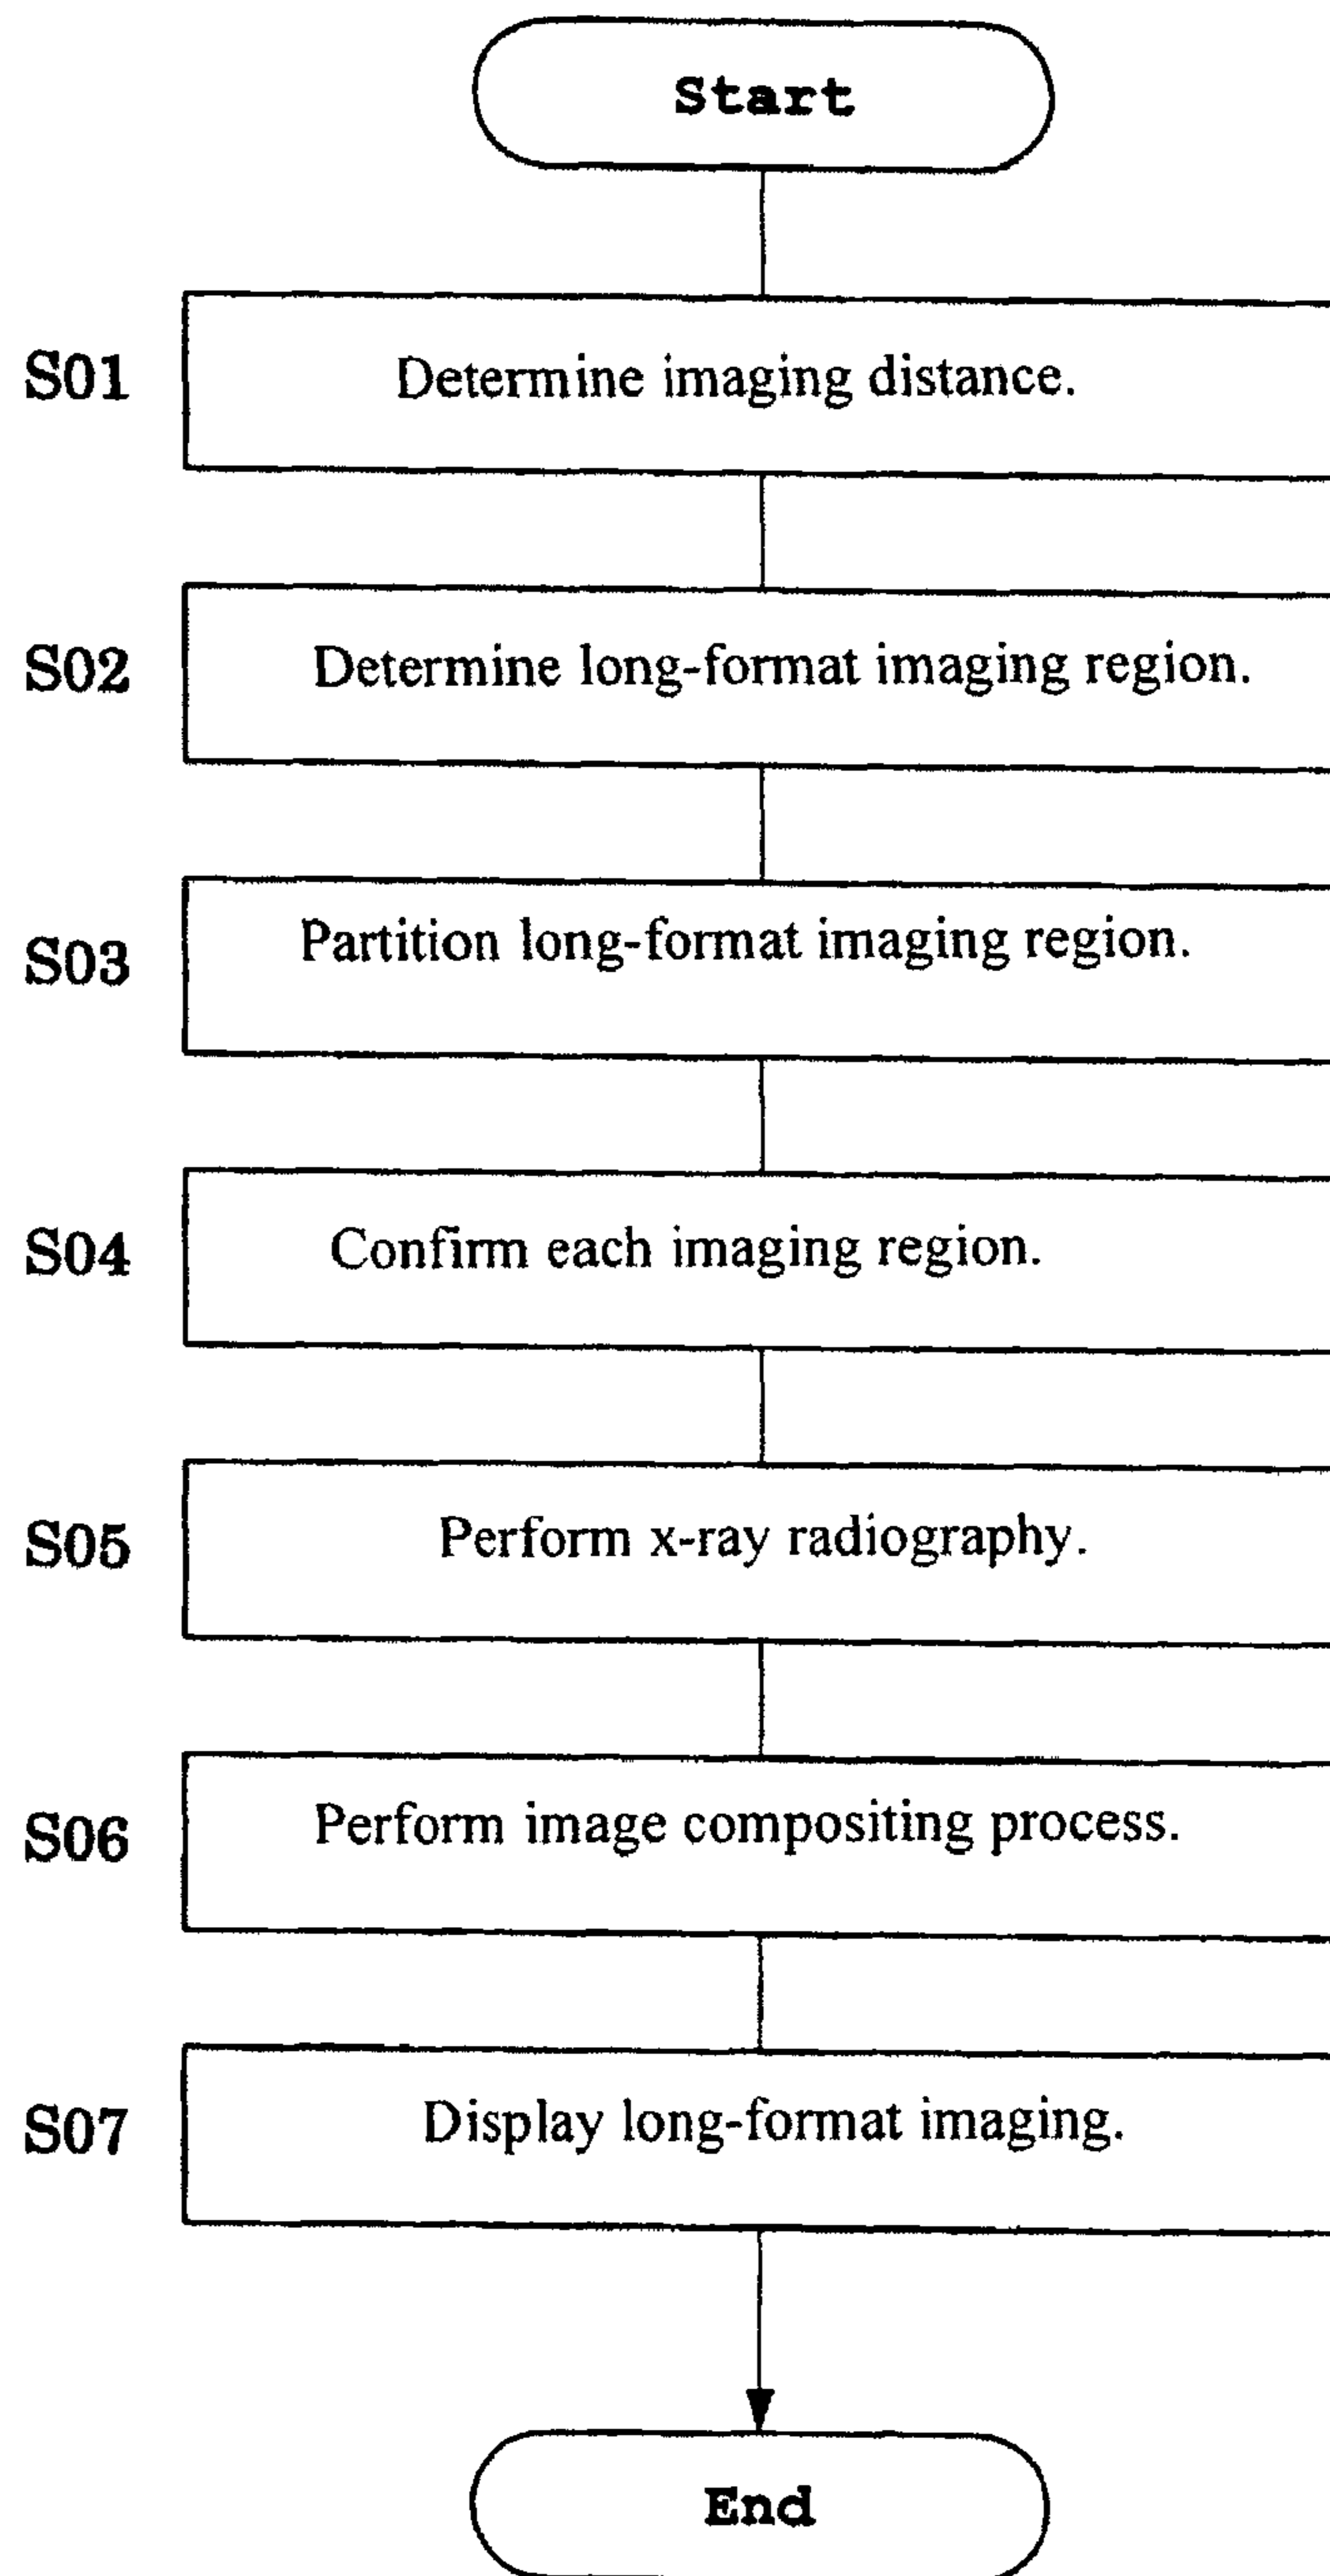 Start
S01 Determine imaging distance.
S02 Determine long-format imaging region.
S03 Partition long-format imaging region.
S04 Confirm each imaging region.
S05 Perform x-ray radiography.
S06 Perform image compositing process.
S07 Display long-format imaging.
End